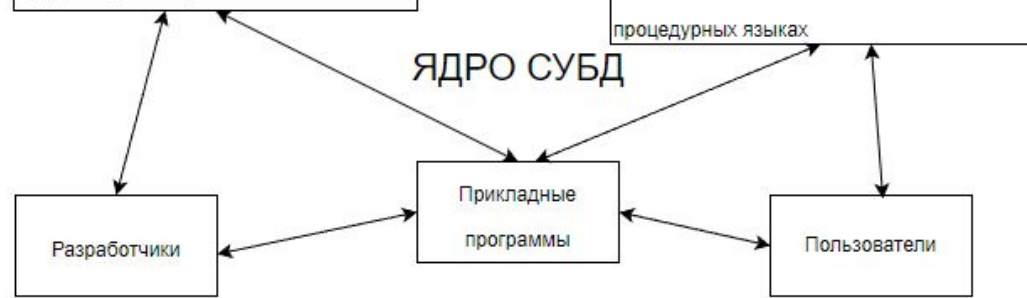 процедурных языках
ЯДРО СУБД
Прикладные
программы
Разработчики
Пользователи